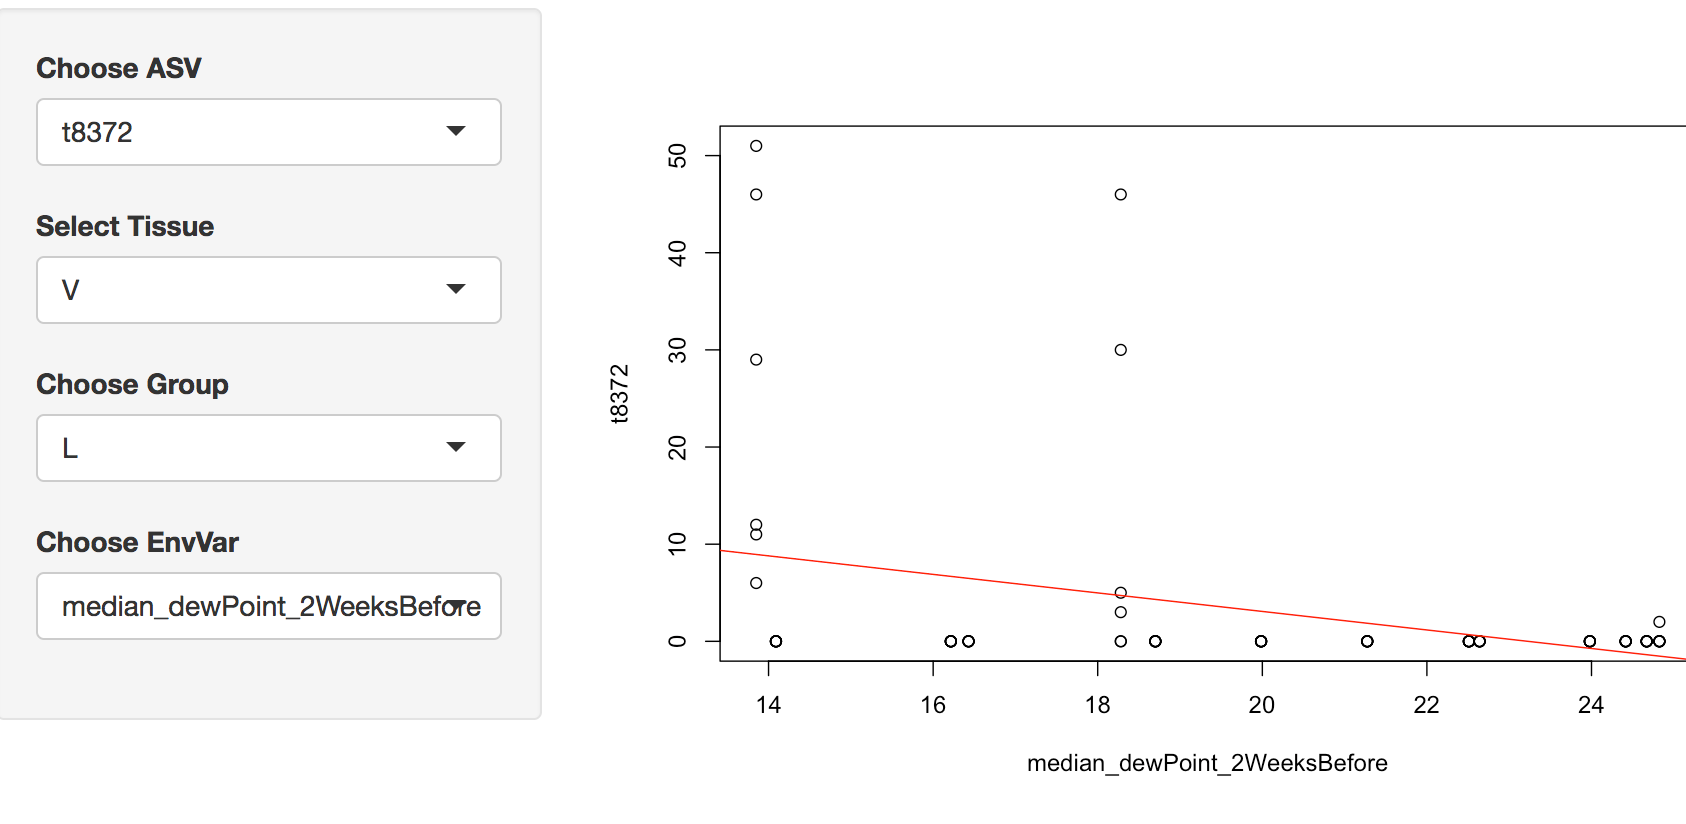 Choose ASV
t8372
Select Tissue
V
Choose Group
L
Choose EnvVar
median_dewPoint_2WeeksBefore
50
40
30
20
10
0
t8372
14 16 18 20 22 24
median_dewPoint_2WeeksBefore